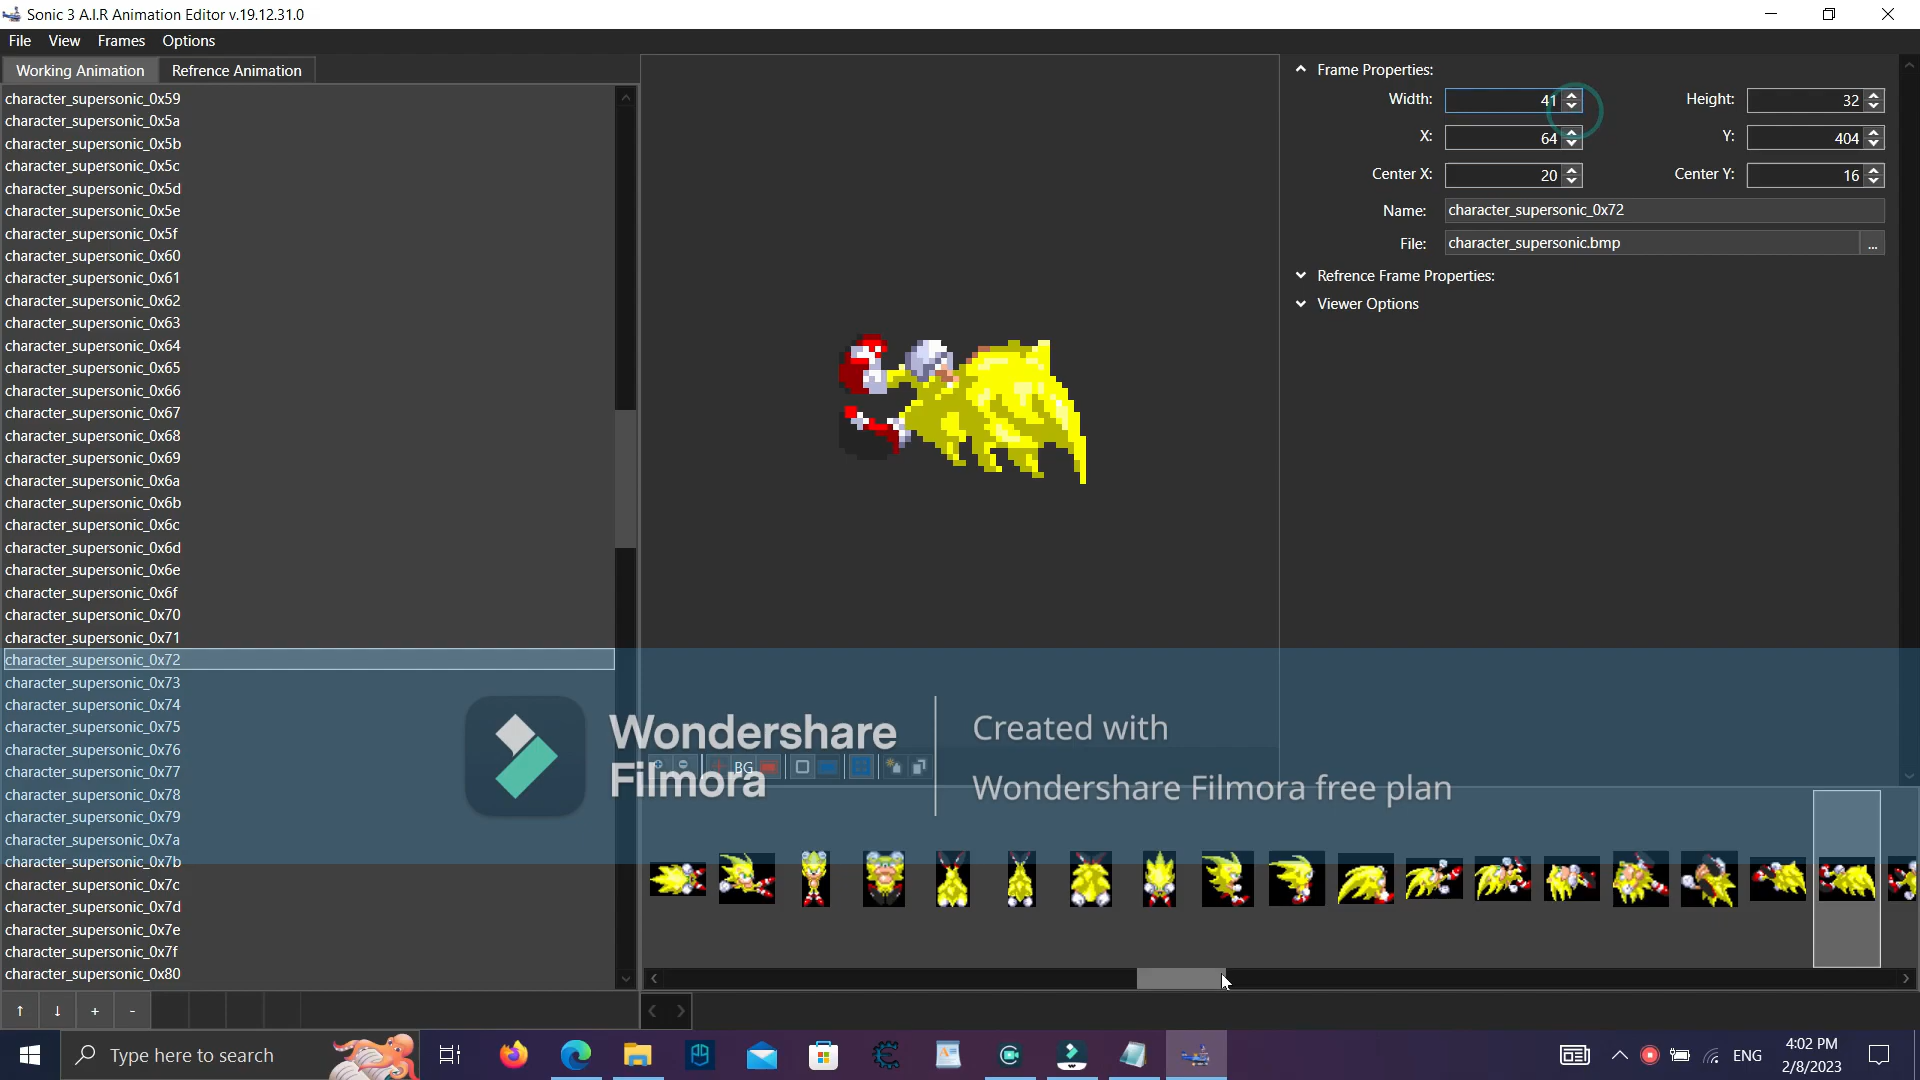 Sonic 3 A.I.R Animation Editor v.19.12.31.0
File View Frames Options
Working Animation Refrence Animation
character_supersonic_0x59
character_supersonic_0x5a
character_supersonic_0x5b
character_supersonic_0x5c
character_supersonic_0x5d
character_supersonic_0x5e
character_supersonic_0x5f
character_supersonic_0x60
character_supersonic_0x61
character_supersonic_0x62
character_supersonic_0x63
character_supersonic_0x64
character_supersonic_0x65
character_supersonic_0x66
character_supersonic_0x67
character_supersonic_0x68
character_supersonic_0x69
character_supersonic_0x6a
character_supersonic_0x6b
character_supersonic_0x6c
character_supersonic_0x6d
character_supersonic_0x6e
character_supersonic_0x6f
character_supersonic_0x70
character_supersonic_0x71
character_supersonic_0x72
character_supersonic_0x73
character_supersonic_0x74
character_supersonic_0x75
character_supersonic_0x76
character_supersonic_0x77
character_supersonic_0x78
character_supersonic_0x79
character_supersonic_0x7a
character_supersonic_0x7b
character_supersonic_0x7c
character_supersonic_0x7d
character_supersonic_0x7e
character_supersonic_0x7f
character_supersonic_0x80
Frame Properties:
Width: 41 Height: 32
X: 64 Y: 404
Center X: 20 Center Y: 16
Name: character_supersonic_0x72
File: character_supersonic.bmp ...
Refrence Frame Properties:
Viewer Options
Wondershare
Filmora
Created with
Wondershare Filmora free plan
BG
Type here to search
ENG
4:02 PM
2/8/2023